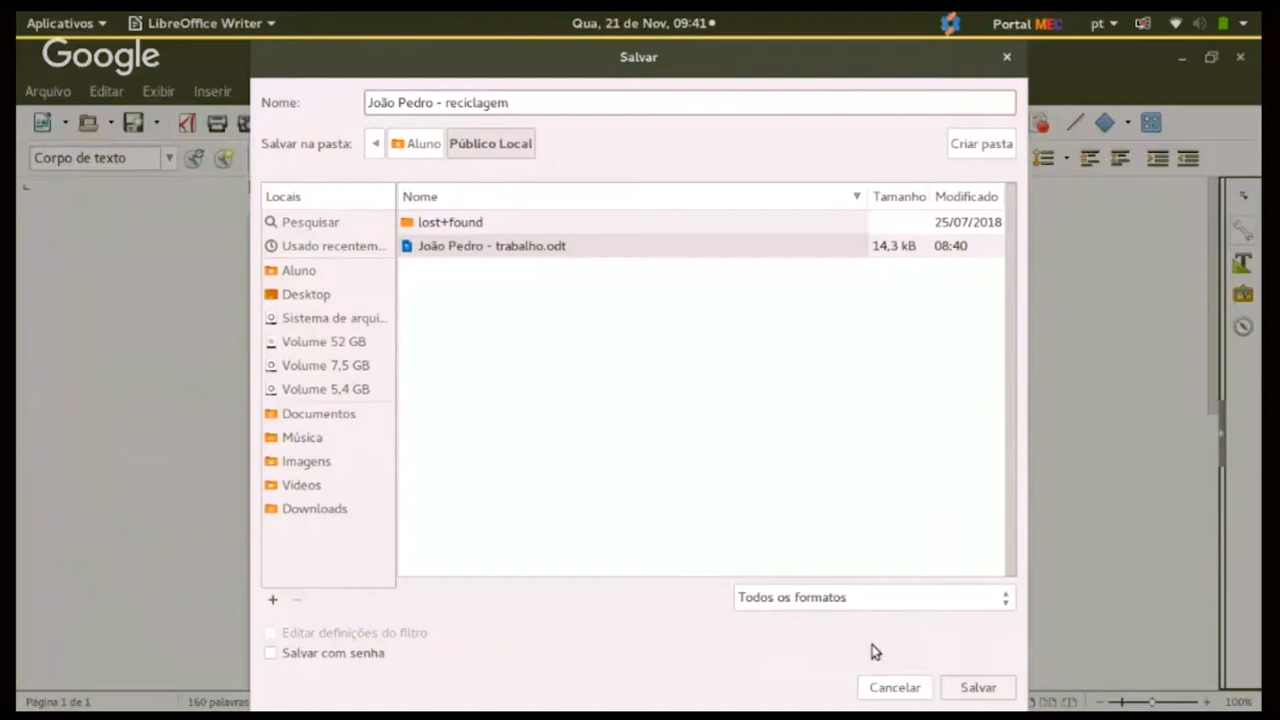 Aplicativos LibreOffice Writer Qua, 21 de Nov, 09:41 Portal MEC pt
Google
Salvar
Arquivo Editar Exibir Inserir
Nome: João Pedro - reciclagem
Salvar na pasta: Aluno Público Local Criar pasta
Corpo de texto
Locais Nome Tamanho Modificado
Pesquisar lost+found 25/07/2018
Usado recentem... João Pedro - trabalho.odt 14,3 kB 08:40
Aluno
Desktop
Sistema de arqui...
Volume 52 GB
Volume 7,5 GB
Volume 5,4 GB
Documentos
Música
Imagens
Vídeos
Downloads
Todos os formatos
Editar definições do filtro
Salvar com senha
Cancelar Salvar
Página 1 de 1 160 palavras 100%